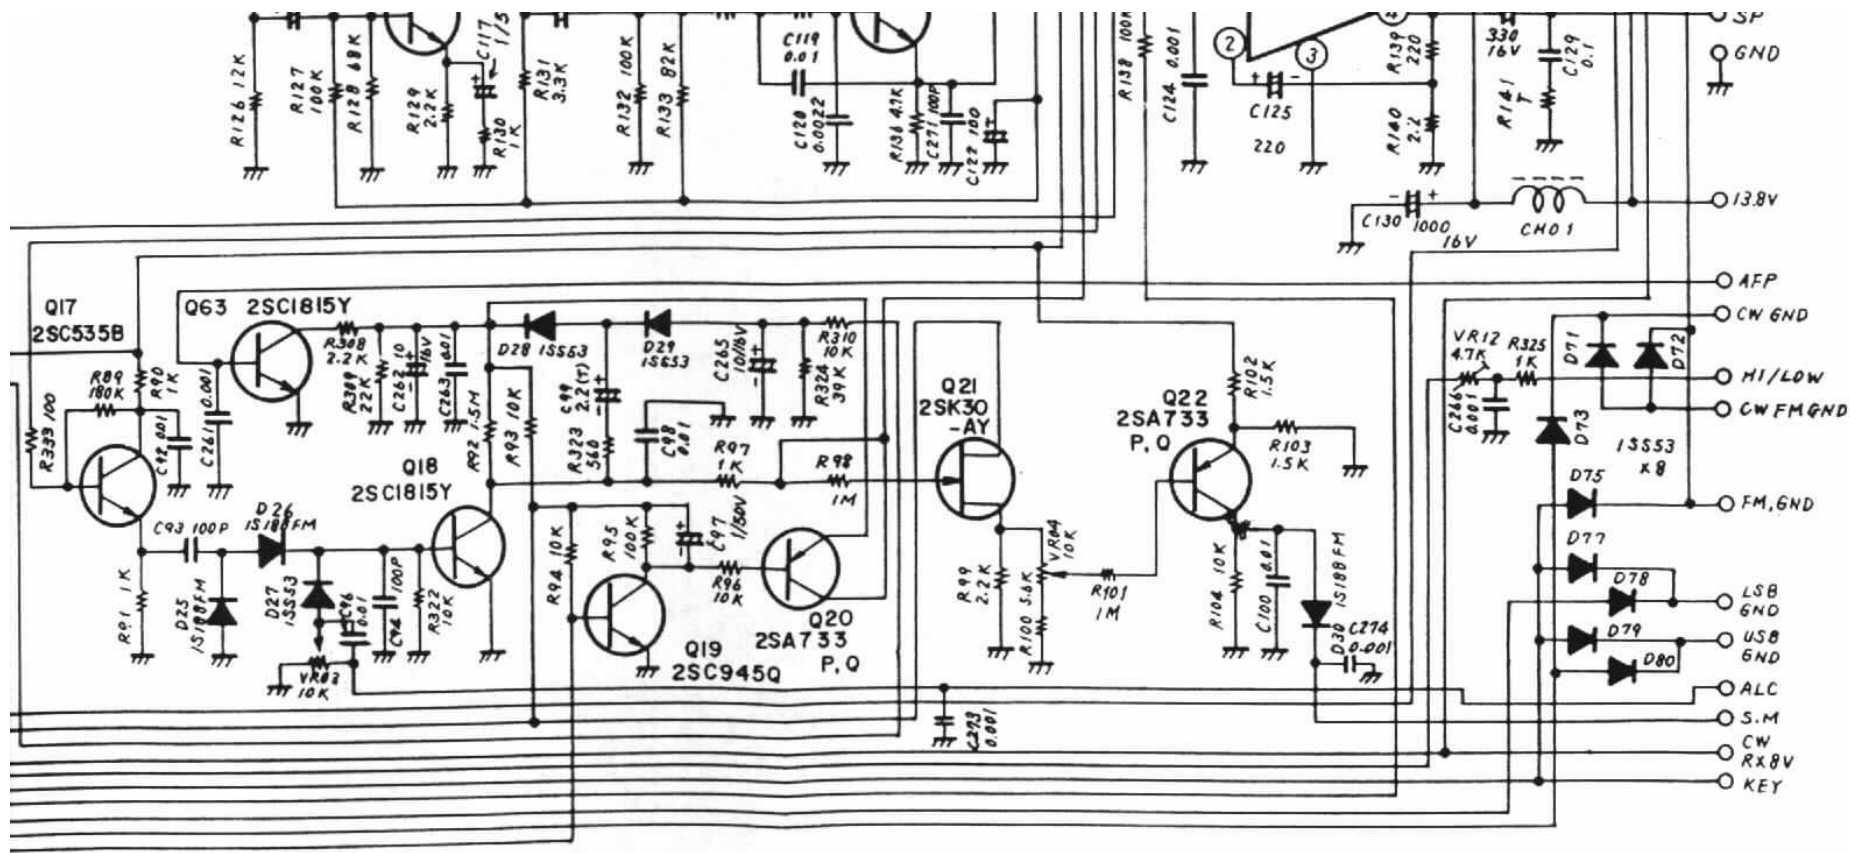 R126 12K
R127
100K
R128 68K
R129
2.2K
C117
1/5
R130
1K
R131
3.3K
R132 100K
R133 82K
C119
0.01
C120
0.0022
R136 4.7K
C271 100P
C122 100
R138 100K
C124 0.001
2
3
C125
220
R139
220
R140
2.2
330
16V
R141
C129
0.1
SP
GND
C130 1000
16V
CH01
13.8V
AFP
CW GND
HI/LOW
CW FMGND
FM,GND
LSB
GND
USB
GND
ALC
S.M
CW
RX8V
KEY
Q17
2SC535B
Q63 2SC1815Y
R89
180K
R90
1K
R333 100
C92 0.01
C261 0.001
R308
2.2K
R309
22K
C262 10
16V
C263 0.01
D28 1SS53
D29
1SS53
C265
10/16V
R310
10K
R324
39K
R92 1.5M
R93 10K
C99
2.2(T)
R323
560
C98
0.01
R97
1K
R98
1M
Q18
2SC1815Y
C93 100P
D26
1S188FM
R91 1K
D25
1S188FM
D27
1SS53
C96
0.01
VR03
10K
C94 100P
R322
10K
R94 10K
R95
100K
C97
1/50V
R96
10K
Q19
2SC945Q
Q20
2SA733
P,Q
Q21
2SK30
-AY
Q22
2SA733
P,Q
R102
1.5K
R103
1.5K
R99
2.2K
R100 5.6K
VR04
10K
R101
1M
R104 10K
C100 0.01
D30 1S188FM
C274
0.001
C273
0.001
VR12
4.7K
R325
1K
C266
0.001
D71
D72
D73
1SS53
x8
D75
D77
D78
D79
D80